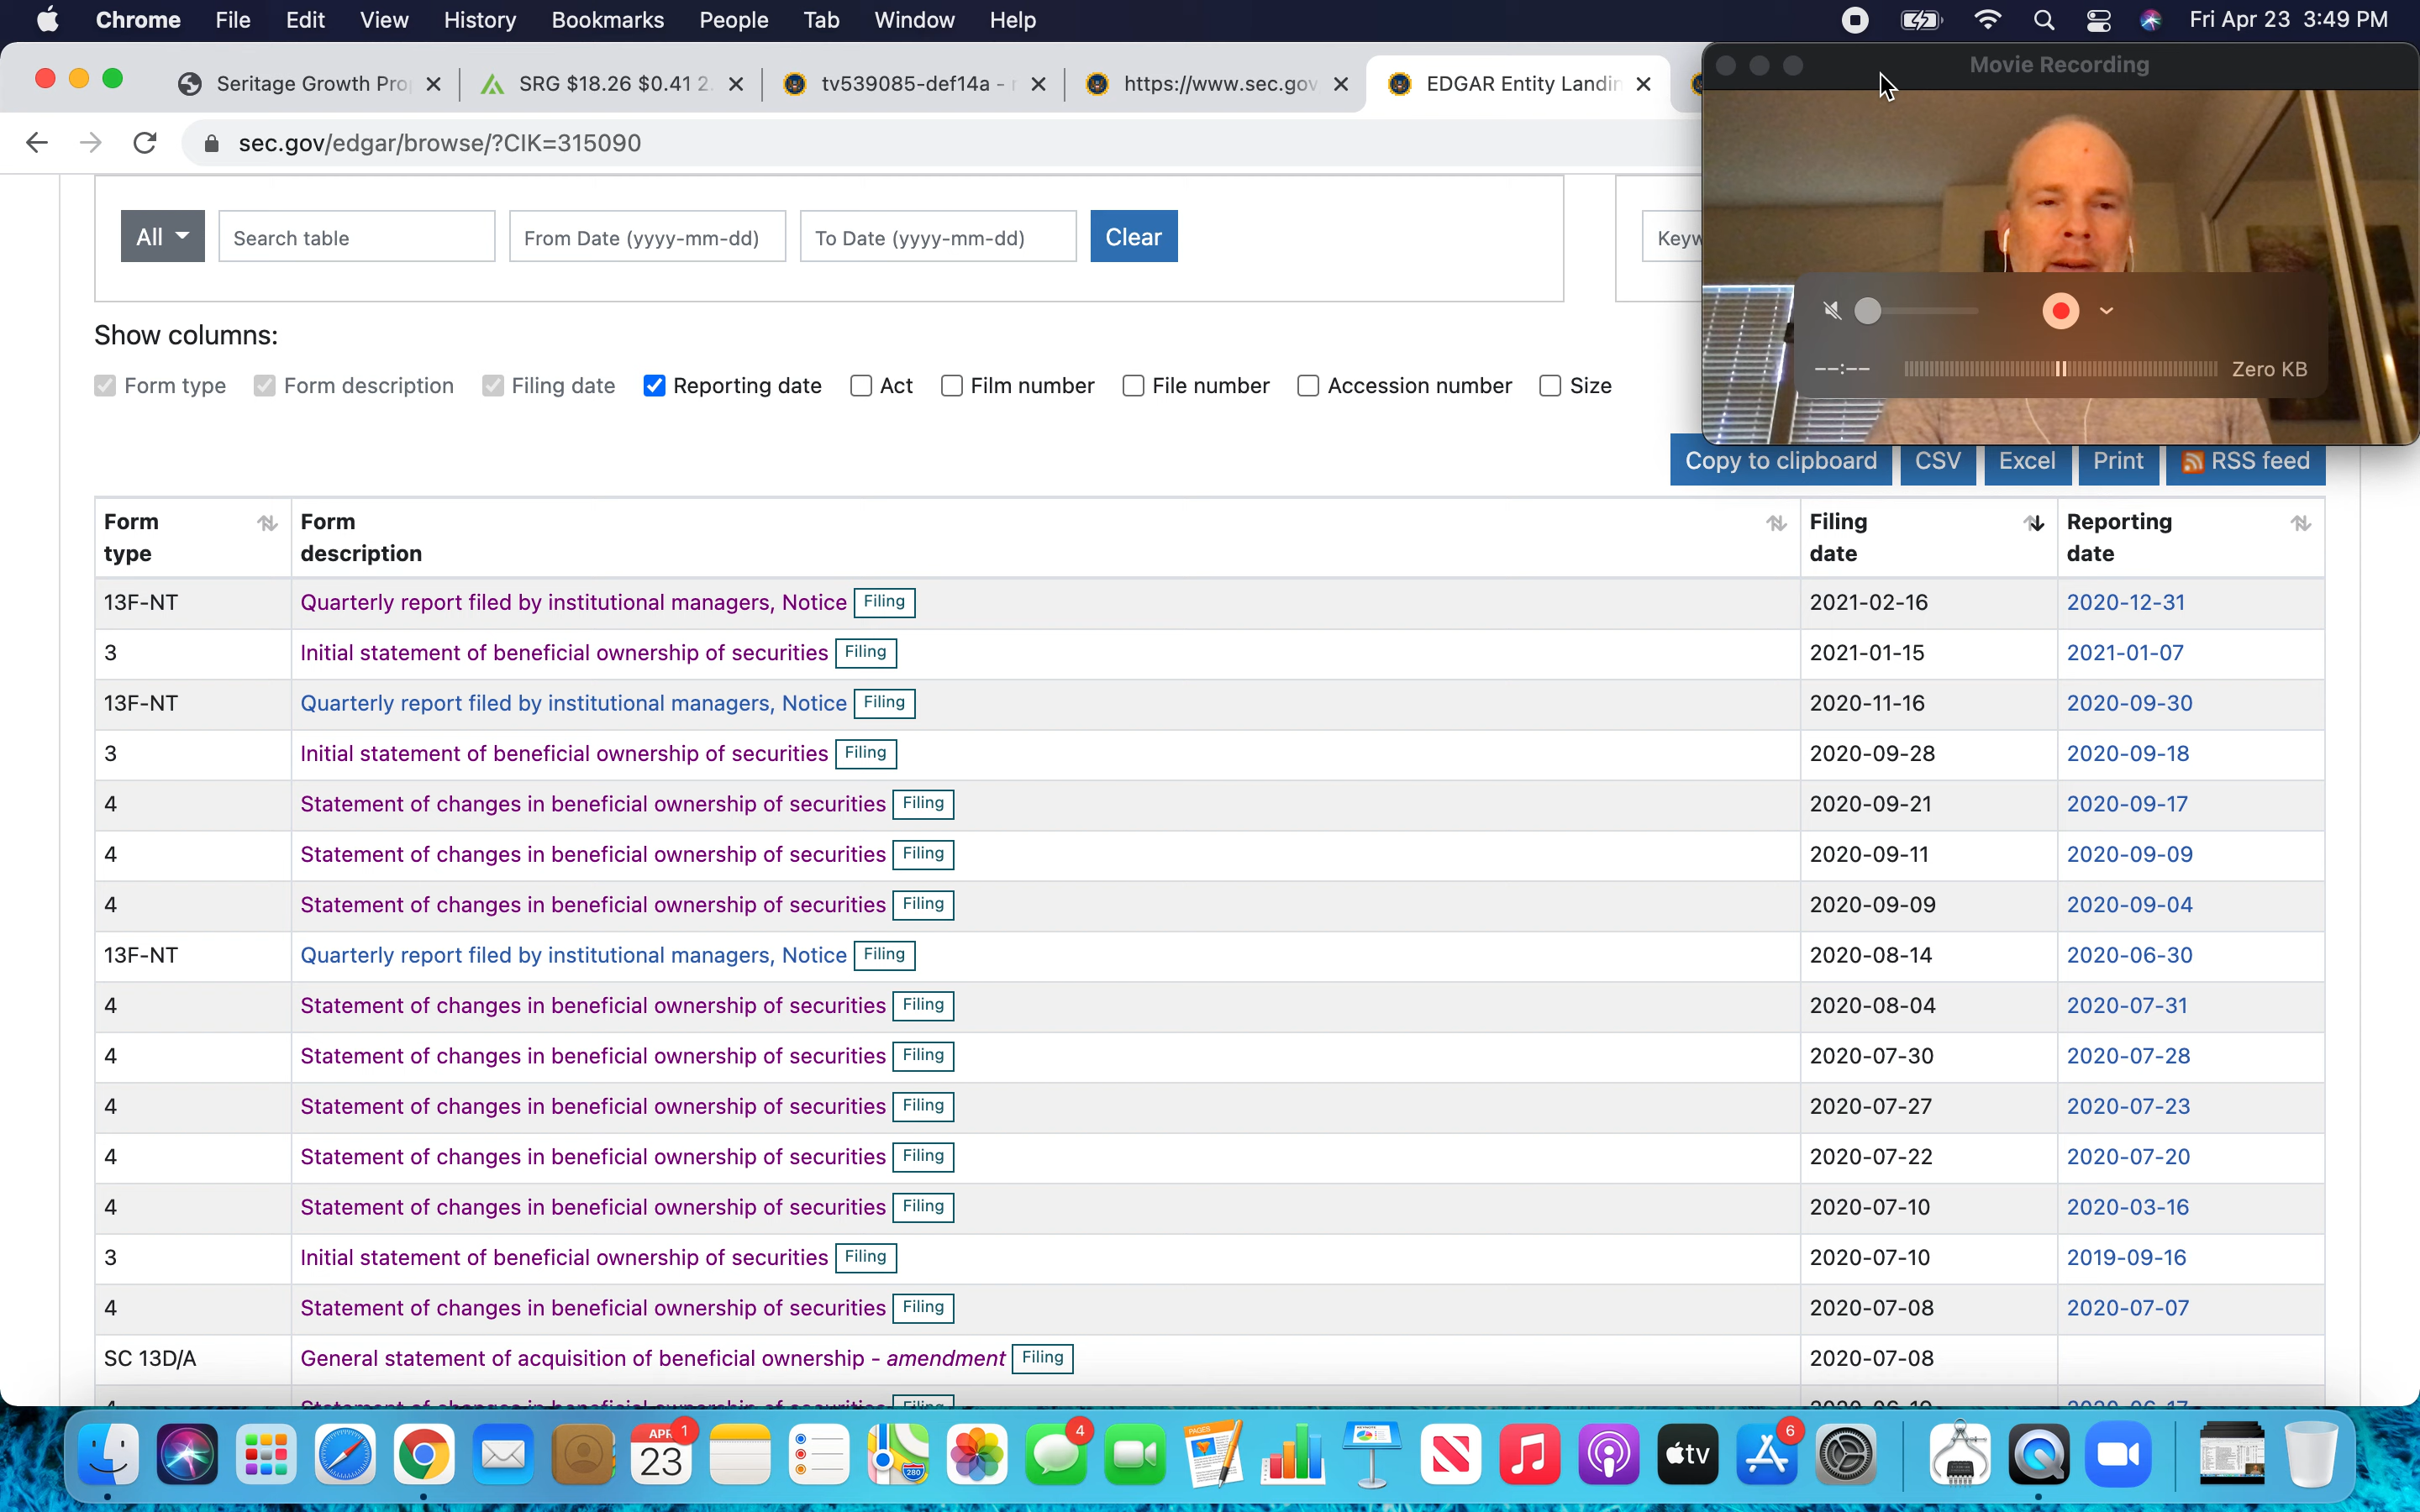 Chrome File Edit View History Bookmarks People Tab Window Help Fri Apr 23 3:49 PM
Seritage Growth Pro SRG $18.26 $0.41 2. tv539085-def14a - https://www.sec.gov EDGAR Entity Landin
Movie Recording
sec.gov/edgar/browse/?CIK=315090
All Search table From Date (yyyy-mm-dd) To Date (yyyy-mm-dd) Clear Keyw
Show columns:
--:-- Zero KB
Form type Form description Filing date Reporting date Act Film number File number Accession number Size
Copy to clipboard CSV Excel Print RSS feed
Form type Form description Filing date Reporting date
13F-NT Quarterly report filed by institutional managers, Notice Filing 2021-02-16 2020-12-31
3 Initial statement of beneficial ownership of securities Filing 2021-01-15 2021-01-07
13F-NT Quarterly report filed by institutional managers, Notice Filing 2020-11-16 2020-09-30
3 Initial statement of beneficial ownership of securities Filing 2020-09-28 2020-09-18
4 Statement of changes in beneficial ownership of securities Filing 2020-09-21 2020-09-17
4 Statement of changes in beneficial ownership of securities Filing 2020-09-11 2020-09-09
4 Statement of changes in beneficial ownership of securities Filing 2020-09-09 2020-09-04
13F-NT Quarterly report filed by institutional managers, Notice Filing 2020-08-14 2020-06-30
4 Statement of changes in beneficial ownership of securities Filing 2020-08-04 2020-07-31
4 Statement of changes in beneficial ownership of securities Filing 2020-07-30 2020-07-28
4 Statement of changes in beneficial ownership of securities Filing 2020-07-27 2020-07-23
4 Statement of changes in beneficial ownership of securities Filing 2020-07-22 2020-07-20
4 Statement of changes in beneficial ownership of securities Filing 2020-07-10 2020-03-16
3 Initial statement of beneficial ownership of securities Filing 2020-07-10 2019-09-16
4 Statement of changes in beneficial ownership of securities Filing 2020-07-08 2020-07-07
SC 13D/A General statement of acquisition of beneficial ownership - amendment Filing 2020-07-08
APR 23 1 280 4 PAGES tv 6